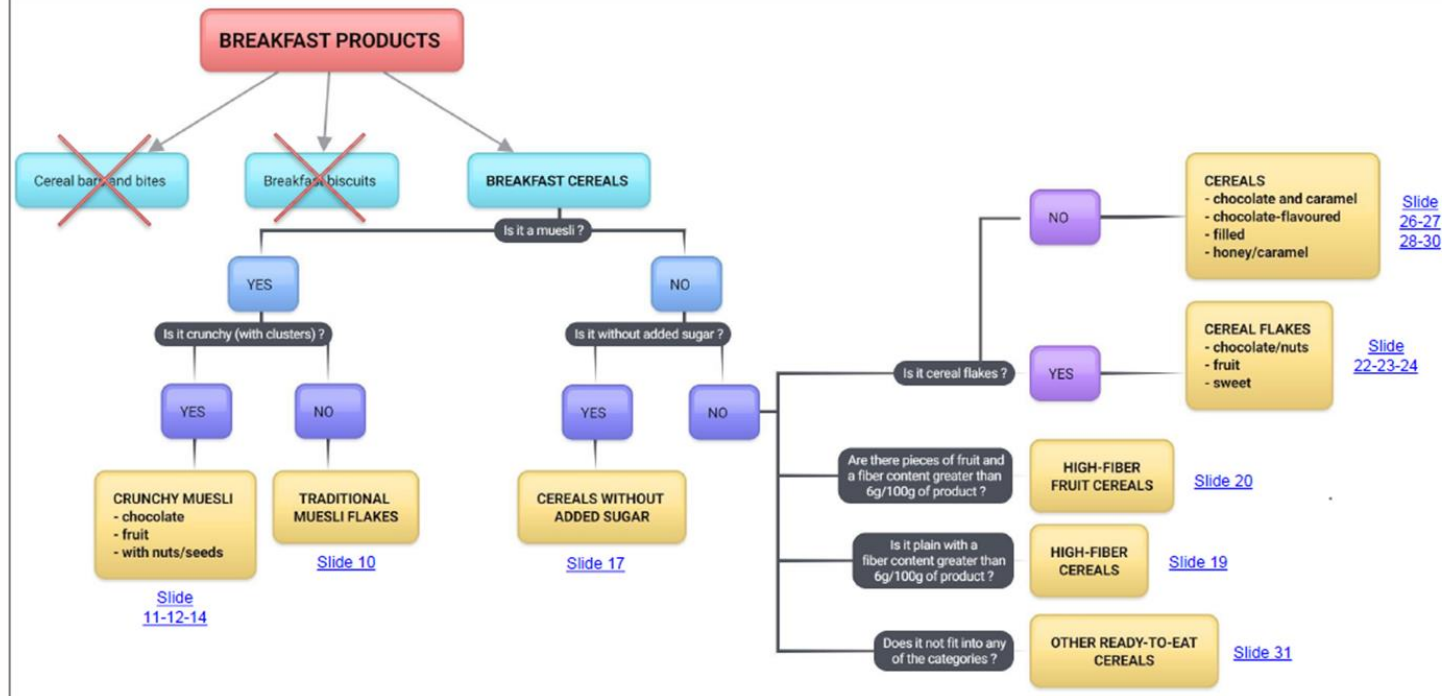 BREAKFAST PRODUCTS
Cereal bars and bites
Breakfast biscuits
BREAKFAST CEREALS
Is it a muesli ?
YES
NO
Is it crunchy (with clusters) ?
Is it without added sugar ?
YES
NO
YES
NO
CRUNCHY MUESLI
- chocolate
- fruit
- with nuts/seeds
Slide
11-12-14
TRADITIONAL
MUESLI FLAKES
Slide 10
CEREALS WITHOUT
ADDED SUGAR
Slide 17
Is it cereal flakes ?
NO
CEREALS
- chocolate and caramel
- chocolate-flavoured
- filled
- honey/caramel
Slide
26-27
28-30
YES
CEREAL FLAKES
- chocolate/nuts
- fruit
- sweet
Slide
22-23-24
Are there pieces of fruit and
a fiber content greater than
6g/100g of product ?
HIGH-FIBER
FRUIT CEREALS
Slide 20
Is it plain with a
fiber content greater than
6g/100g of product ?
HIGH-FIBER
CEREALS
Slide 19
Does it not fit into any
of the categories ?
OTHER READY-TO-EAT
CEREALS
Slide 31